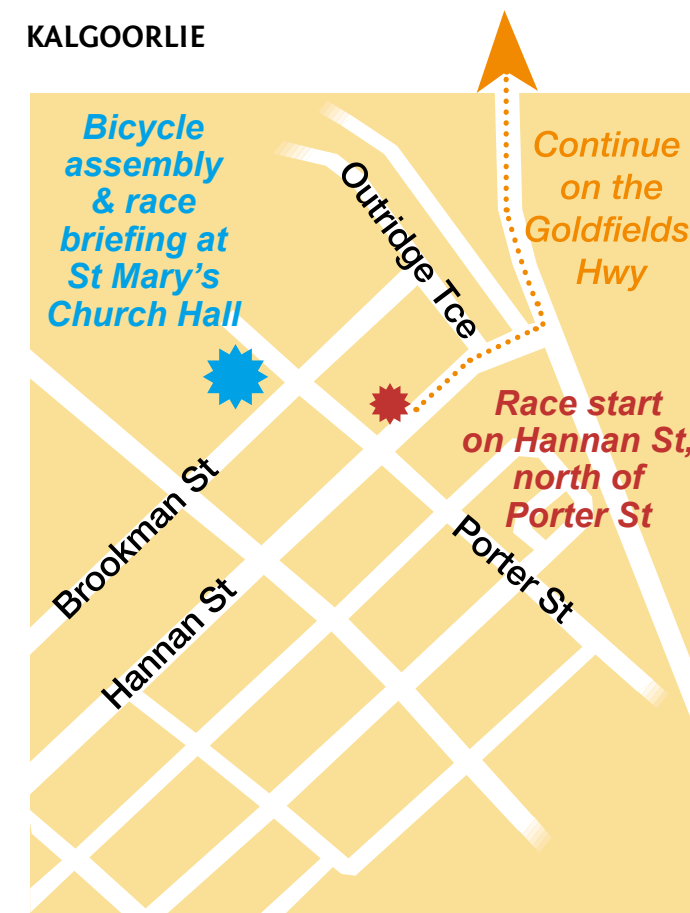 KALGOORLIE
Bicycle
assembly
& race
briefing at
St Mary’s
Church Hall
Continue
on the
Goldfields
Hwy
Outridge Tce
Race start
on Hannan St,
north of
Porter St
Brookman St
Porter St
Hannan St